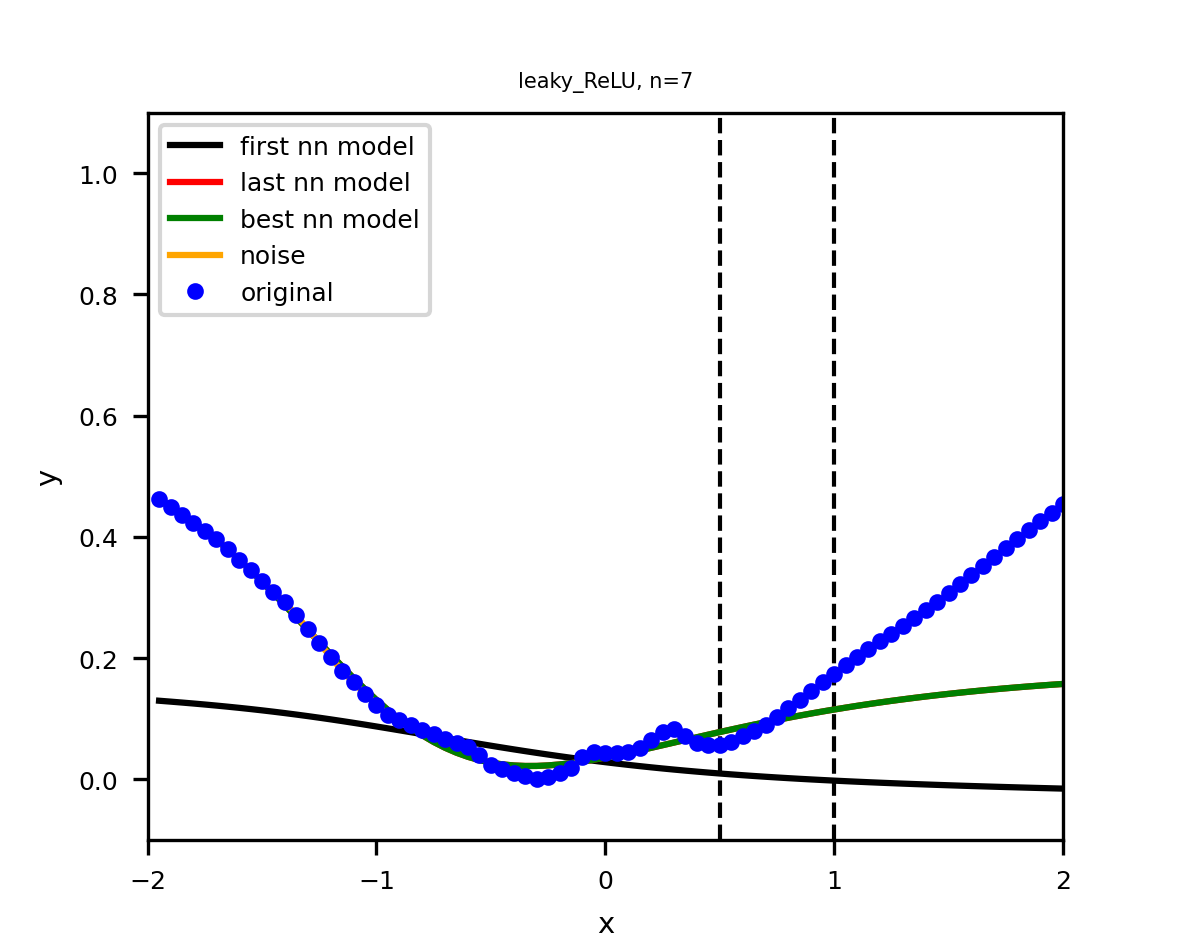 leaky_ReLU, n=7
first nn model
last nn model
best nn model
noise
original
1.0
0.8
0.6
0.4
0.2
0.0
y
−2
−1
0
1
2
x